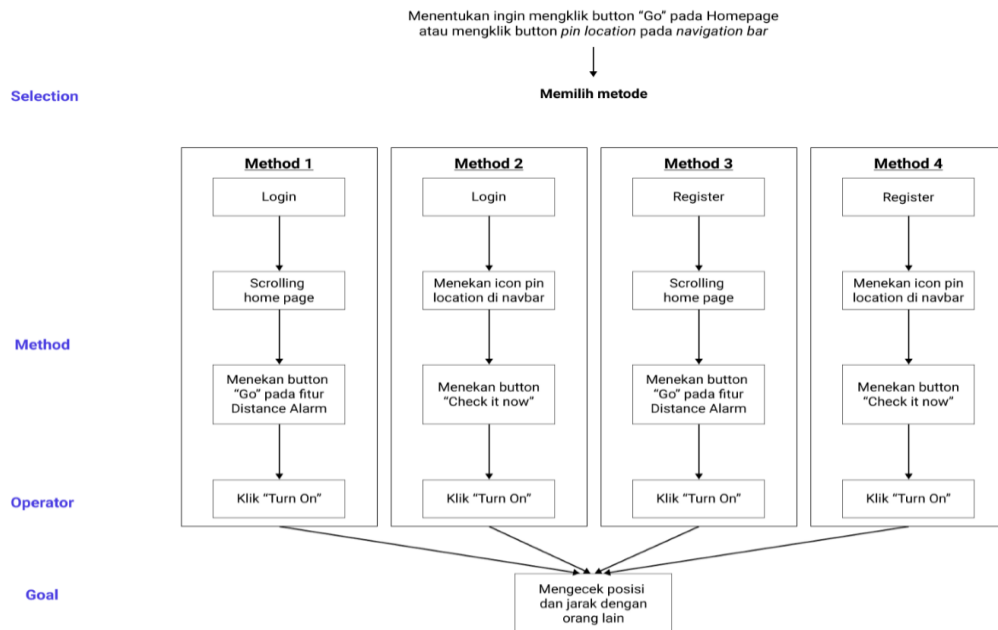 Menentukan ingin mengklik button “Go” pada Homepage
atau mengklik button pin location pada navigation bar
Selection
Memilih metode
Method 1
Login
Scrolling
home page
Menekan button
“Go” pada fitur
Distance Alarm
Klik “Turn On”
Method 2
Login
Menekan icon pin
location di navbar
Menekan button
“Check it now”
Klik “Turn On”
Method 3
Register
Scrolling
home page
Menekan button
“Go” pada fitur
Distance Alarm
Klik “Turn On”
Method 4
Register
Menekan icon pin
location di navbar
Menekan button
“Check it now”
Klik “Turn On”
Method
Operator
Goal
Mengecek posisi
dan jarak dengan
orang lain